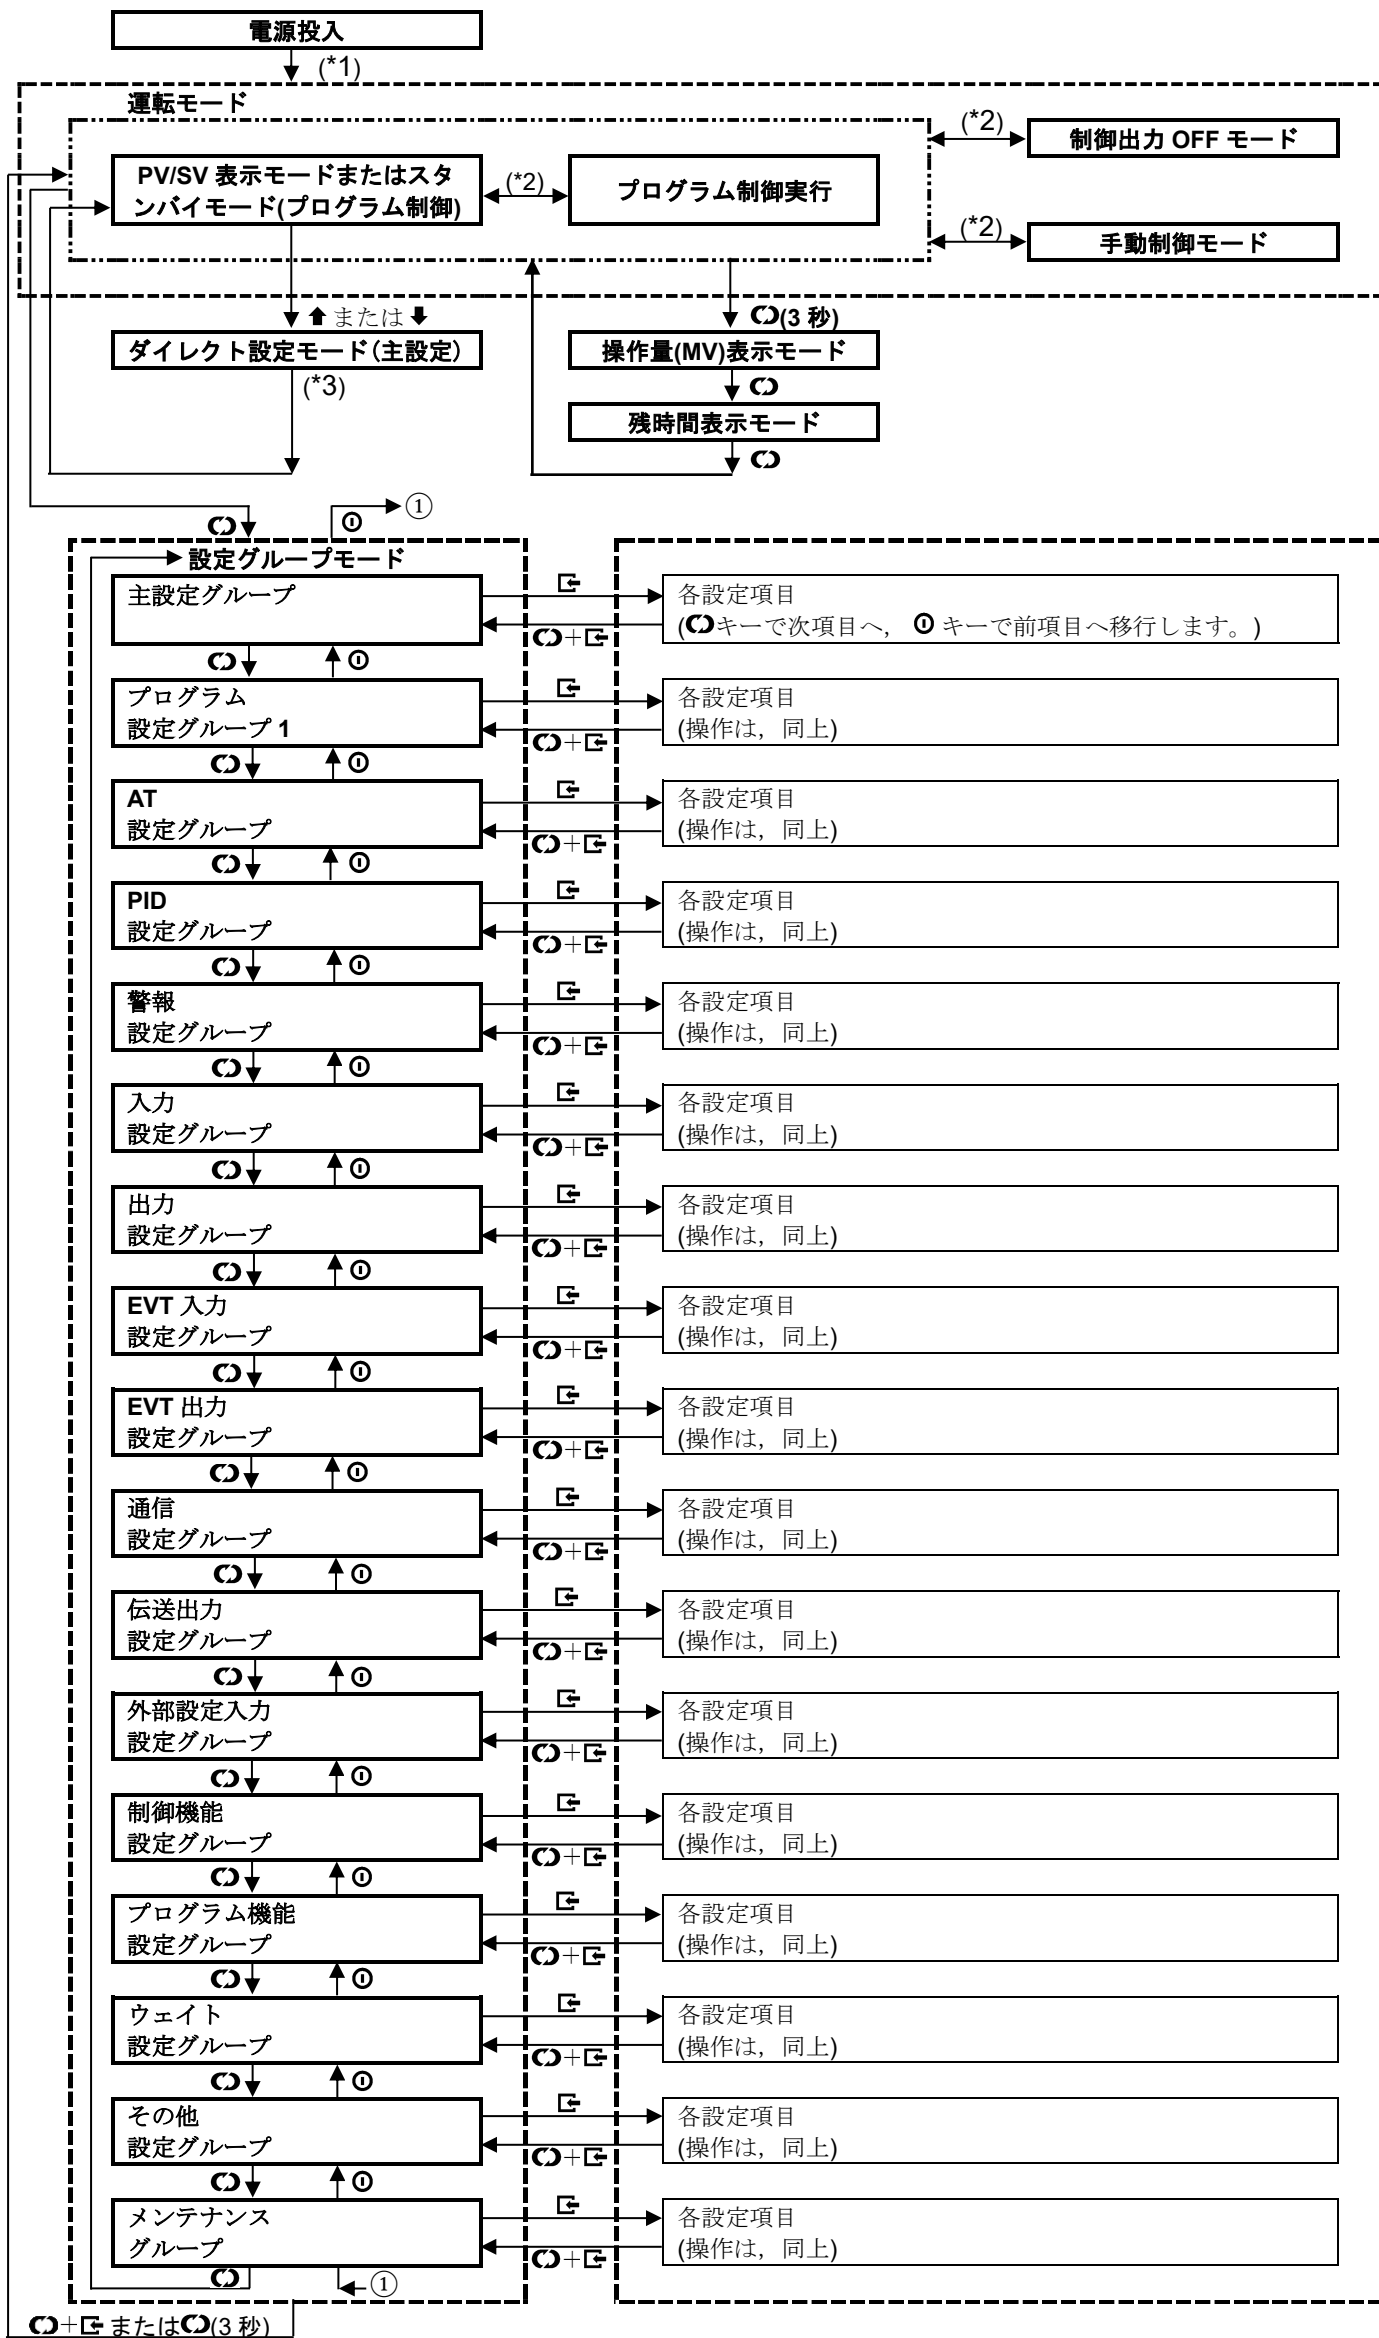 電源投入
(*1)
運転モード
(*2)
制御出力 OFF モード
PV/SV 表示モードまたはスタ
ンバイモード(プログラム制御)
(*2)
プログラム制御実行
(*2)
手動制御モード
または
(3 秒)
ダイレクト設定モード(主設定)
操作量(MV)表示モード
(*3)
残時間表示モード
①
設定グループモード
主設定グループ
各設定項目
(キーで次項目へ, キーで前項目へ移行します。)
+
プログラム
設定グループ 1
各設定項目
(操作は, 同上)
+
AT
設定グループ
各設定項目
(操作は, 同上)
+
PID
設定グループ
各設定項目
(操作は, 同上)
+
警報
設定グループ
各設定項目
(操作は, 同上)
+
入力
設定グループ
各設定項目
(操作は, 同上)
+
出力
設定グループ
各設定項目
(操作は, 同上)
+
EVT 入力
設定グループ
各設定項目
(操作は, 同上)
+
EVT 出力
設定グループ
各設定項目
(操作は, 同上)
+
通信
設定グループ
各設定項目
(操作は, 同上)
+
伝送出力
設定グループ
各設定項目
(操作は, 同上)
+
外部設定入力
設定グループ
各設定項目
(操作は, 同上)
+
制御機能
設定グループ
各設定項目
(操作は, 同上)
+
プログラム機能
設定グループ
各設定項目
(操作は, 同上)
+
ウェイト
設定グループ
各設定項目
(操作は, 同上)
+
その他
設定グループ
各設定項目
(操作は, 同上)
+
メンテナンス
グループ
各設定項目
(操作は, 同上)
+
①
+ または(3 秒)